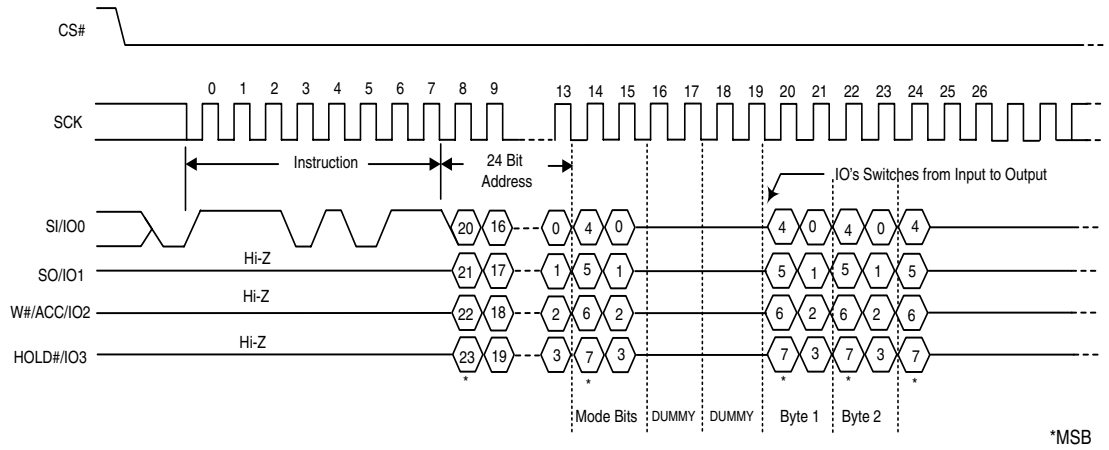 CS#
0 1 2 3 4 5 6 7 8 9 13 14 15 16 17 18 19 20 21 22 23 24 25 26
SCK
Instruction
24 Bit
Address
IO's Switches from Input to Output
SI/IO0 20 16 0 4 0 4 0 4 0 4
Hi-Z
SO/IO1 21 17 1 5 1 5 1 5 1 5
Hi-Z
W#/ACC/IO2 22 18 2 6 2 6 2 6 2 6
Hi-Z
HOLD#/IO3 23 19 3 7 3 7 3 7 3 7
* * * * *
Mode Bits DUMMY DUMMY Byte 1 Byte 2
*MSB